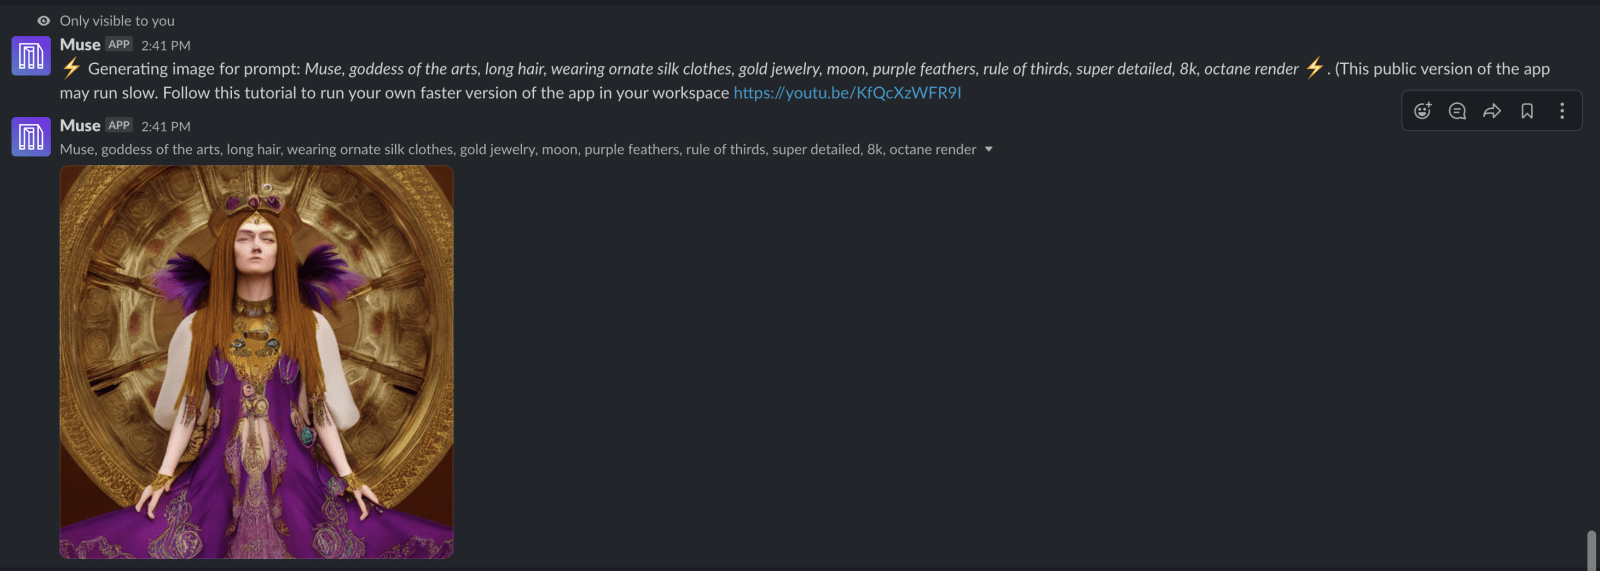 Only visible to you
Muse APP 2:41 PM
⚡ Generating image for prompt: Muse, goddess of the arts, long hair, wearing ornate silk clothes, gold jewelry, moon, purple feathers, rule of thirds, super detailed, 8k, octane render ⚡ . (This public version of the app
may run slow. Follow this tutorial to run your own faster version of the app in your workspace https://youtu.be/KfQcXzWFR9I
Muse APP 2:41 PM
Muse, goddess of the arts, long hair, wearing ornate silk clothes, gold jewelry, moon, purple feathers, rule of thirds, super detailed, 8k, octane render